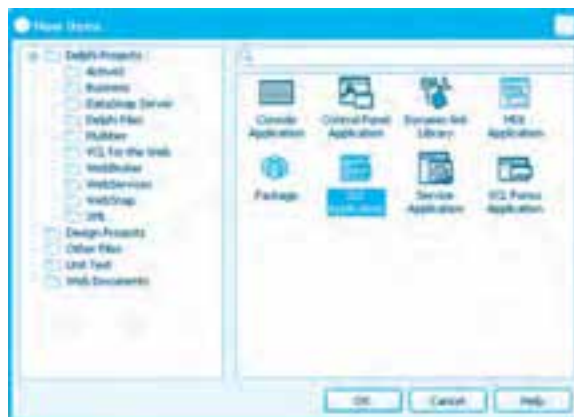 New Items
Delphi Projects
ActiveX
Business
DataSnap Server
Delphi Files
Inheritable Items
VCL for the Web
WebBroker
WebServices
WebSnap
XML
Design Projects
Other Files
Unit Test
Web Documents
Console Application
Control Panel Application
Dynamic-link Library
MDI Application
Package
SDI Application
Service Application
VCL Forms Application
OK
Cancel
Help